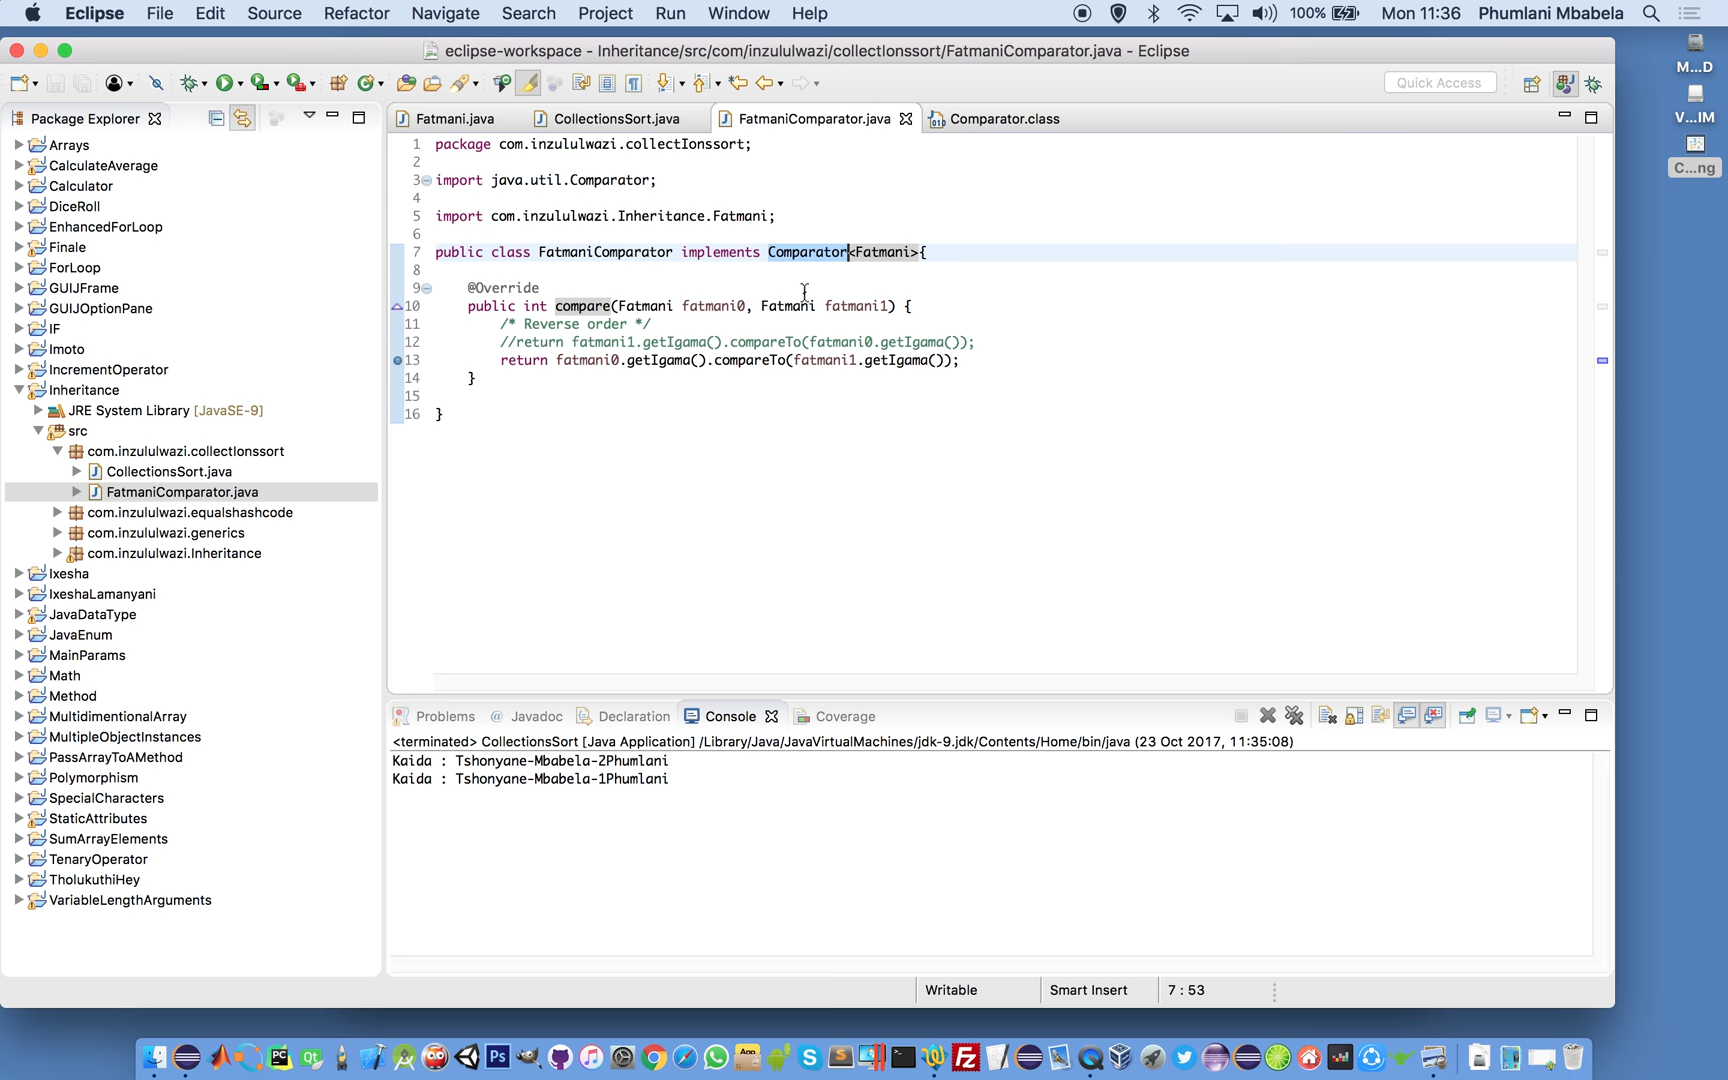 Eclipse File Edit Source Refactor Navigate Search Project Run Window Help 100% Mon 11:36 Phumlani Mbabela
eclipse-workspace - Inheritance/src/com/inzululwazi/collectIonssort/FatmaniComparator.java - Eclipse
M...D
Quick Access
V...IM
C...ng
Package Explorer
Arrays
CalculateAverage
Calculator
DiceRoll
EnhancedForLoop
Finale
ForLoop
GUIJFrame
GUIJOptionPane
IF
Imoto
IncrementOperator
Inheritance
JRE System Library [JavaSE-9]
src
com.inzululwazi.collectIonssort
CollectionsSort.java
FatmaniComparator.java
com.inzululwazi.equalshashcode
com.inzululwazi.generics
com.inzululwazi.Inheritance
Ixesha
IxeshaLamanyani
JavaDataType
JavaEnum
MainParams
Math
Method
MultidimentionalArray
MultipleObjectInstances
PassArrayToAMethod
Polymorphism
SpecialCharacters
StaticAttributes
SumArrayElements
TenaryOperator
TholukuthiHey
VariableLengthArguments
Fatmani.java CollectionsSort.java FatmaniComparator.java Comparator.class
1 package com.inzululwazi.collectIonssort;
2
3 import java.util.Comparator;
4
5 import com.inzululwazi.Inheritance.Fatmani;
6
7 public class FatmaniComparator implements Comparator<Fatmani>{
8
9 @Override
10 public int compare(Fatmani fatmani0, Fatmani fatmani1) {
11 /* Reverse order */
12 //return fatmani1.getIgama().compareTo(fatmani0.getIgama());
13 return fatmani0.getIgama().compareTo(fatmani1.getIgama());
14 }
15
16 }
Problems @ Javadoc Declaration Console Coverage
<terminated> CollectionsSort [Java Application] /Library/Java/JavaVirtualMachines/jdk-9.jdk/Contents/Home/bin/java (23 Oct 2017, 11:35:08)
Kaida : Tshonyane-Mbabela-2Phumlani
Kaida : Tshonyane-Mbabela-1Phumlani
Writable Smart Insert 7 : 53
PC Qt Ps App S Fz